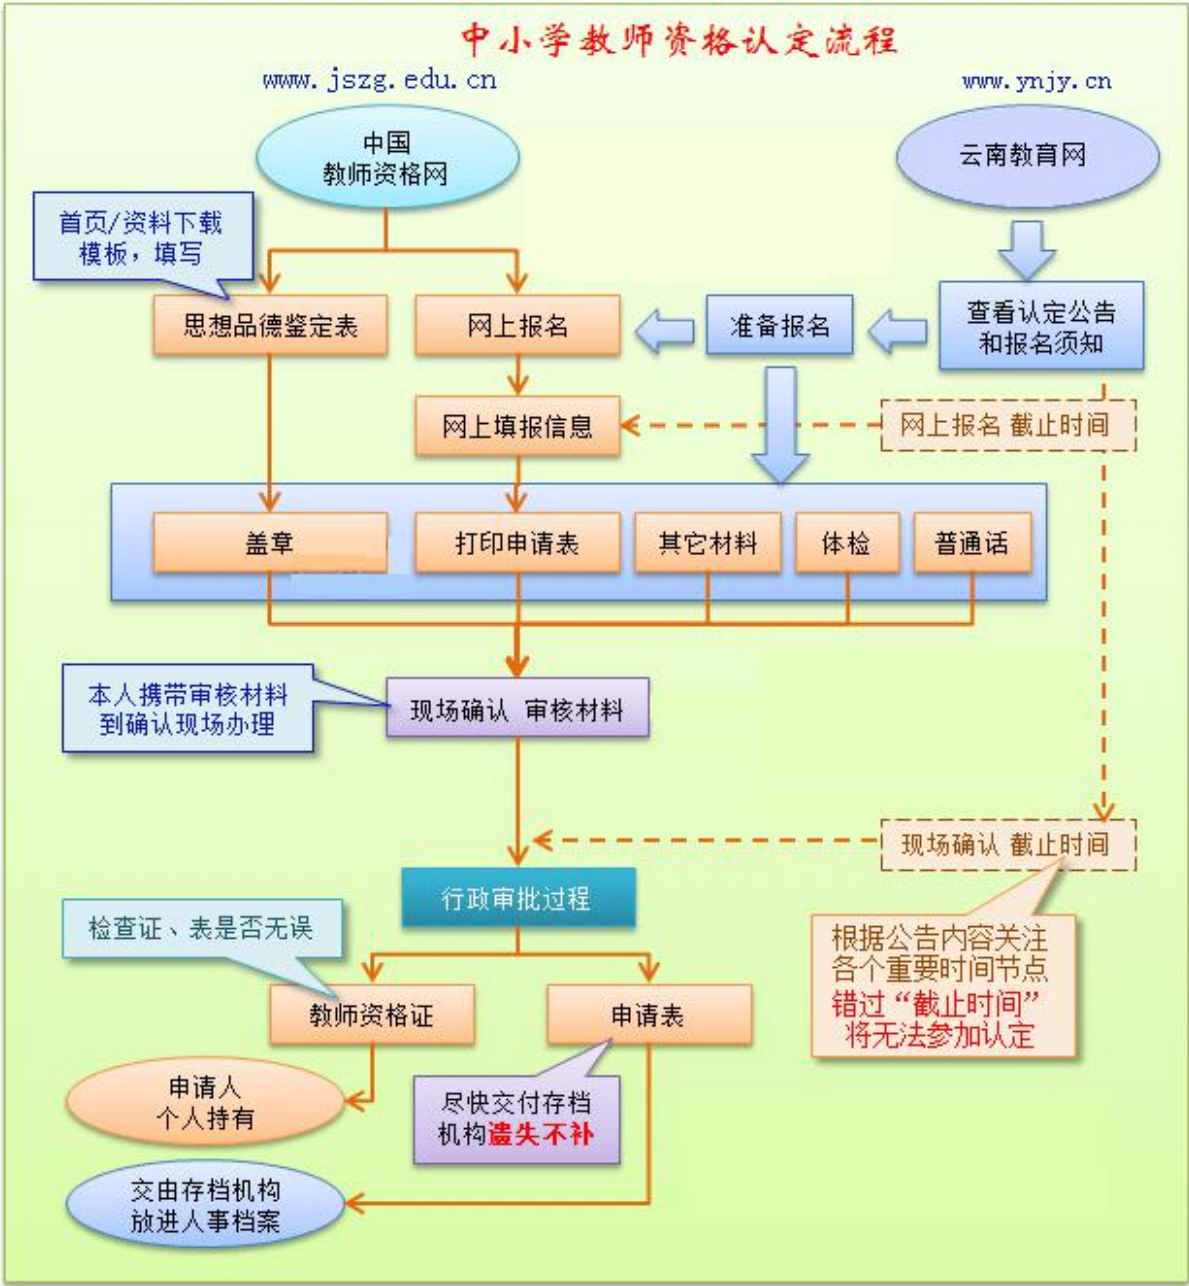 中小学教师资格认定流程
www.jszg.edu.cn
www.ynjy.cn
中国
教师资格网
云南教育网
首页/资料下载
模板，填写
思想品德鉴定表
网上报名
准备报名
查看认定公告
和报名须知
网上填报信息
网上报名 截止时间
盖章
打印申请表
其它材料
体检
普通话
本人携带审核材料
到确认现场办理
现场确认 审核材料
现场确认 截止时间
行政审批过程
检查证、表是否无误
根据公告内容关注
各个重要时间节点
错过“截止时间”
将无法参加认定
教师资格证
申请表
申请人
个人持有
尽快交付存档
机构遗失不补
交由存档机构
放进人事档案